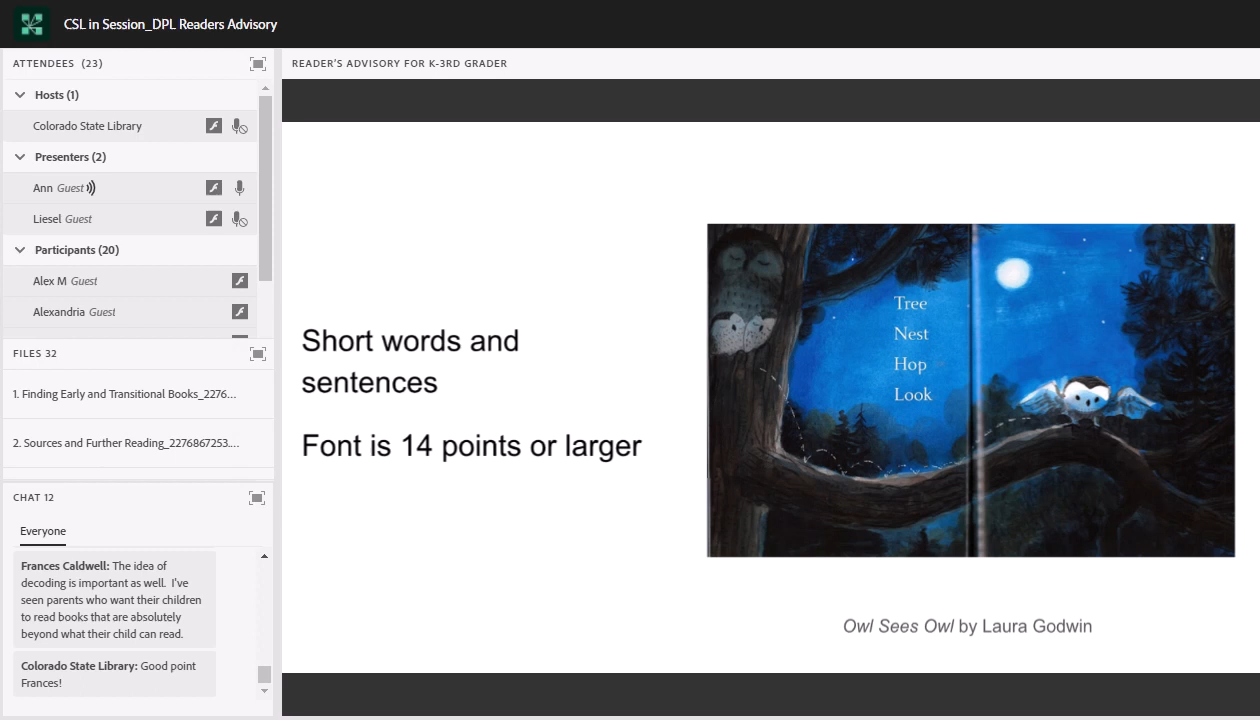 CSL in Session_DPL Readers Advisory
ATTENDEES (23)
Hosts (1)
Colorado State Library
Presenters (2)
Ann Guest
Liesel Guest
Participants (20)
Alex M Guest
Alexandria Guest
FILES 32
1. Finding Early and Transitional Books_2276...
2. Sources and Further Reading_2276867253....
CHAT 12
Everyone
Frances Caldwell: The idea of
decoding is important as well. I've
seen parents who want their children
to read books that are absolutely
beyond what their child can read.
Colorado State Library: Good point
Frances!
READER'S ADVISORY FOR K-3RD GRADER
Short words and
sentences
Font is 14 points or larger
Tree
Nest
Hop
Look
Owl Sees Owl by Laura Godwin